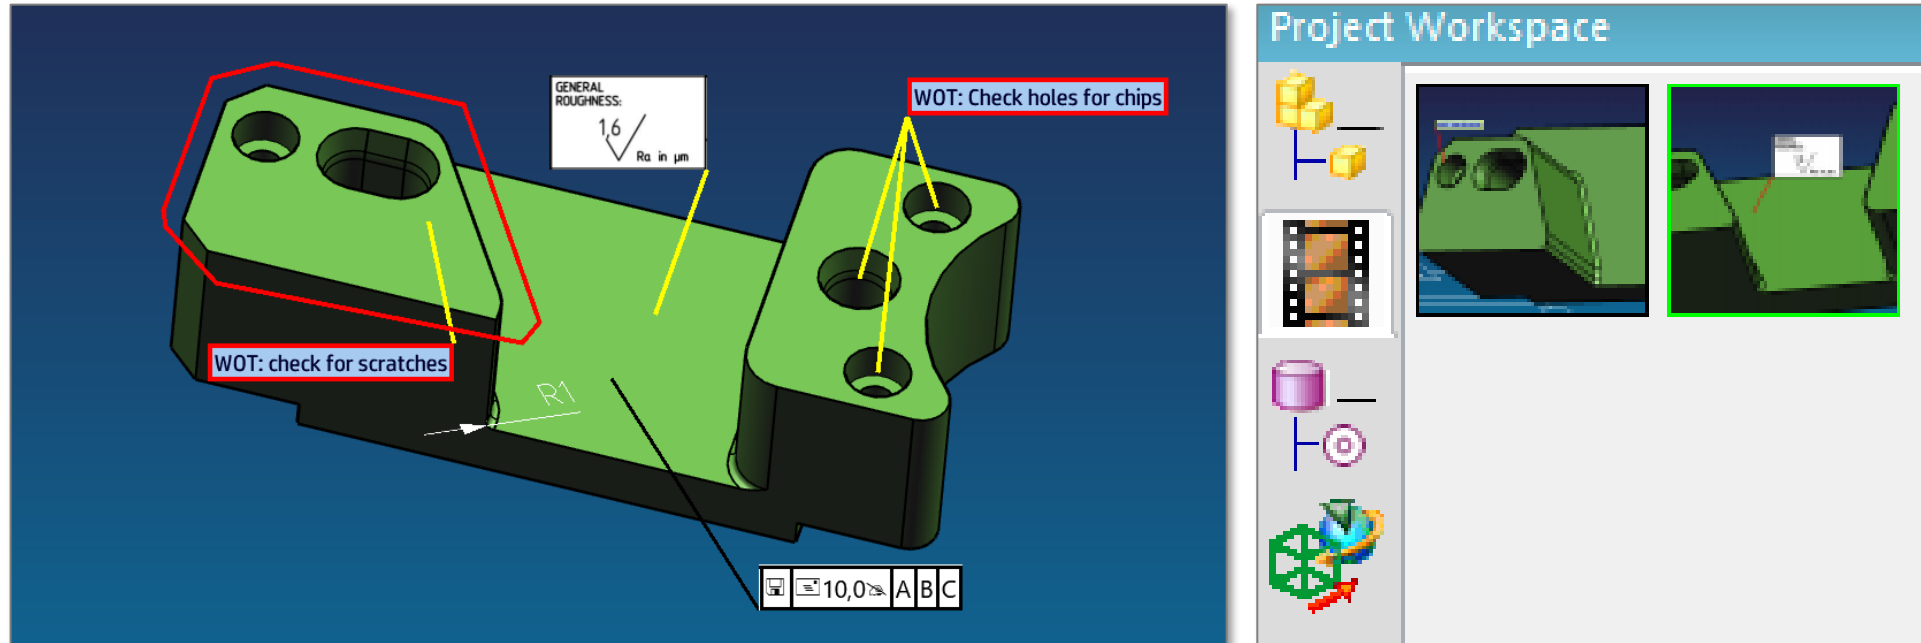 GENERAL
ROUGHNESS:
1,6
Ra in µm
WOT: Check holes for chips
WOT: check for scratches
R1
10,0
A B C
Project Workspace